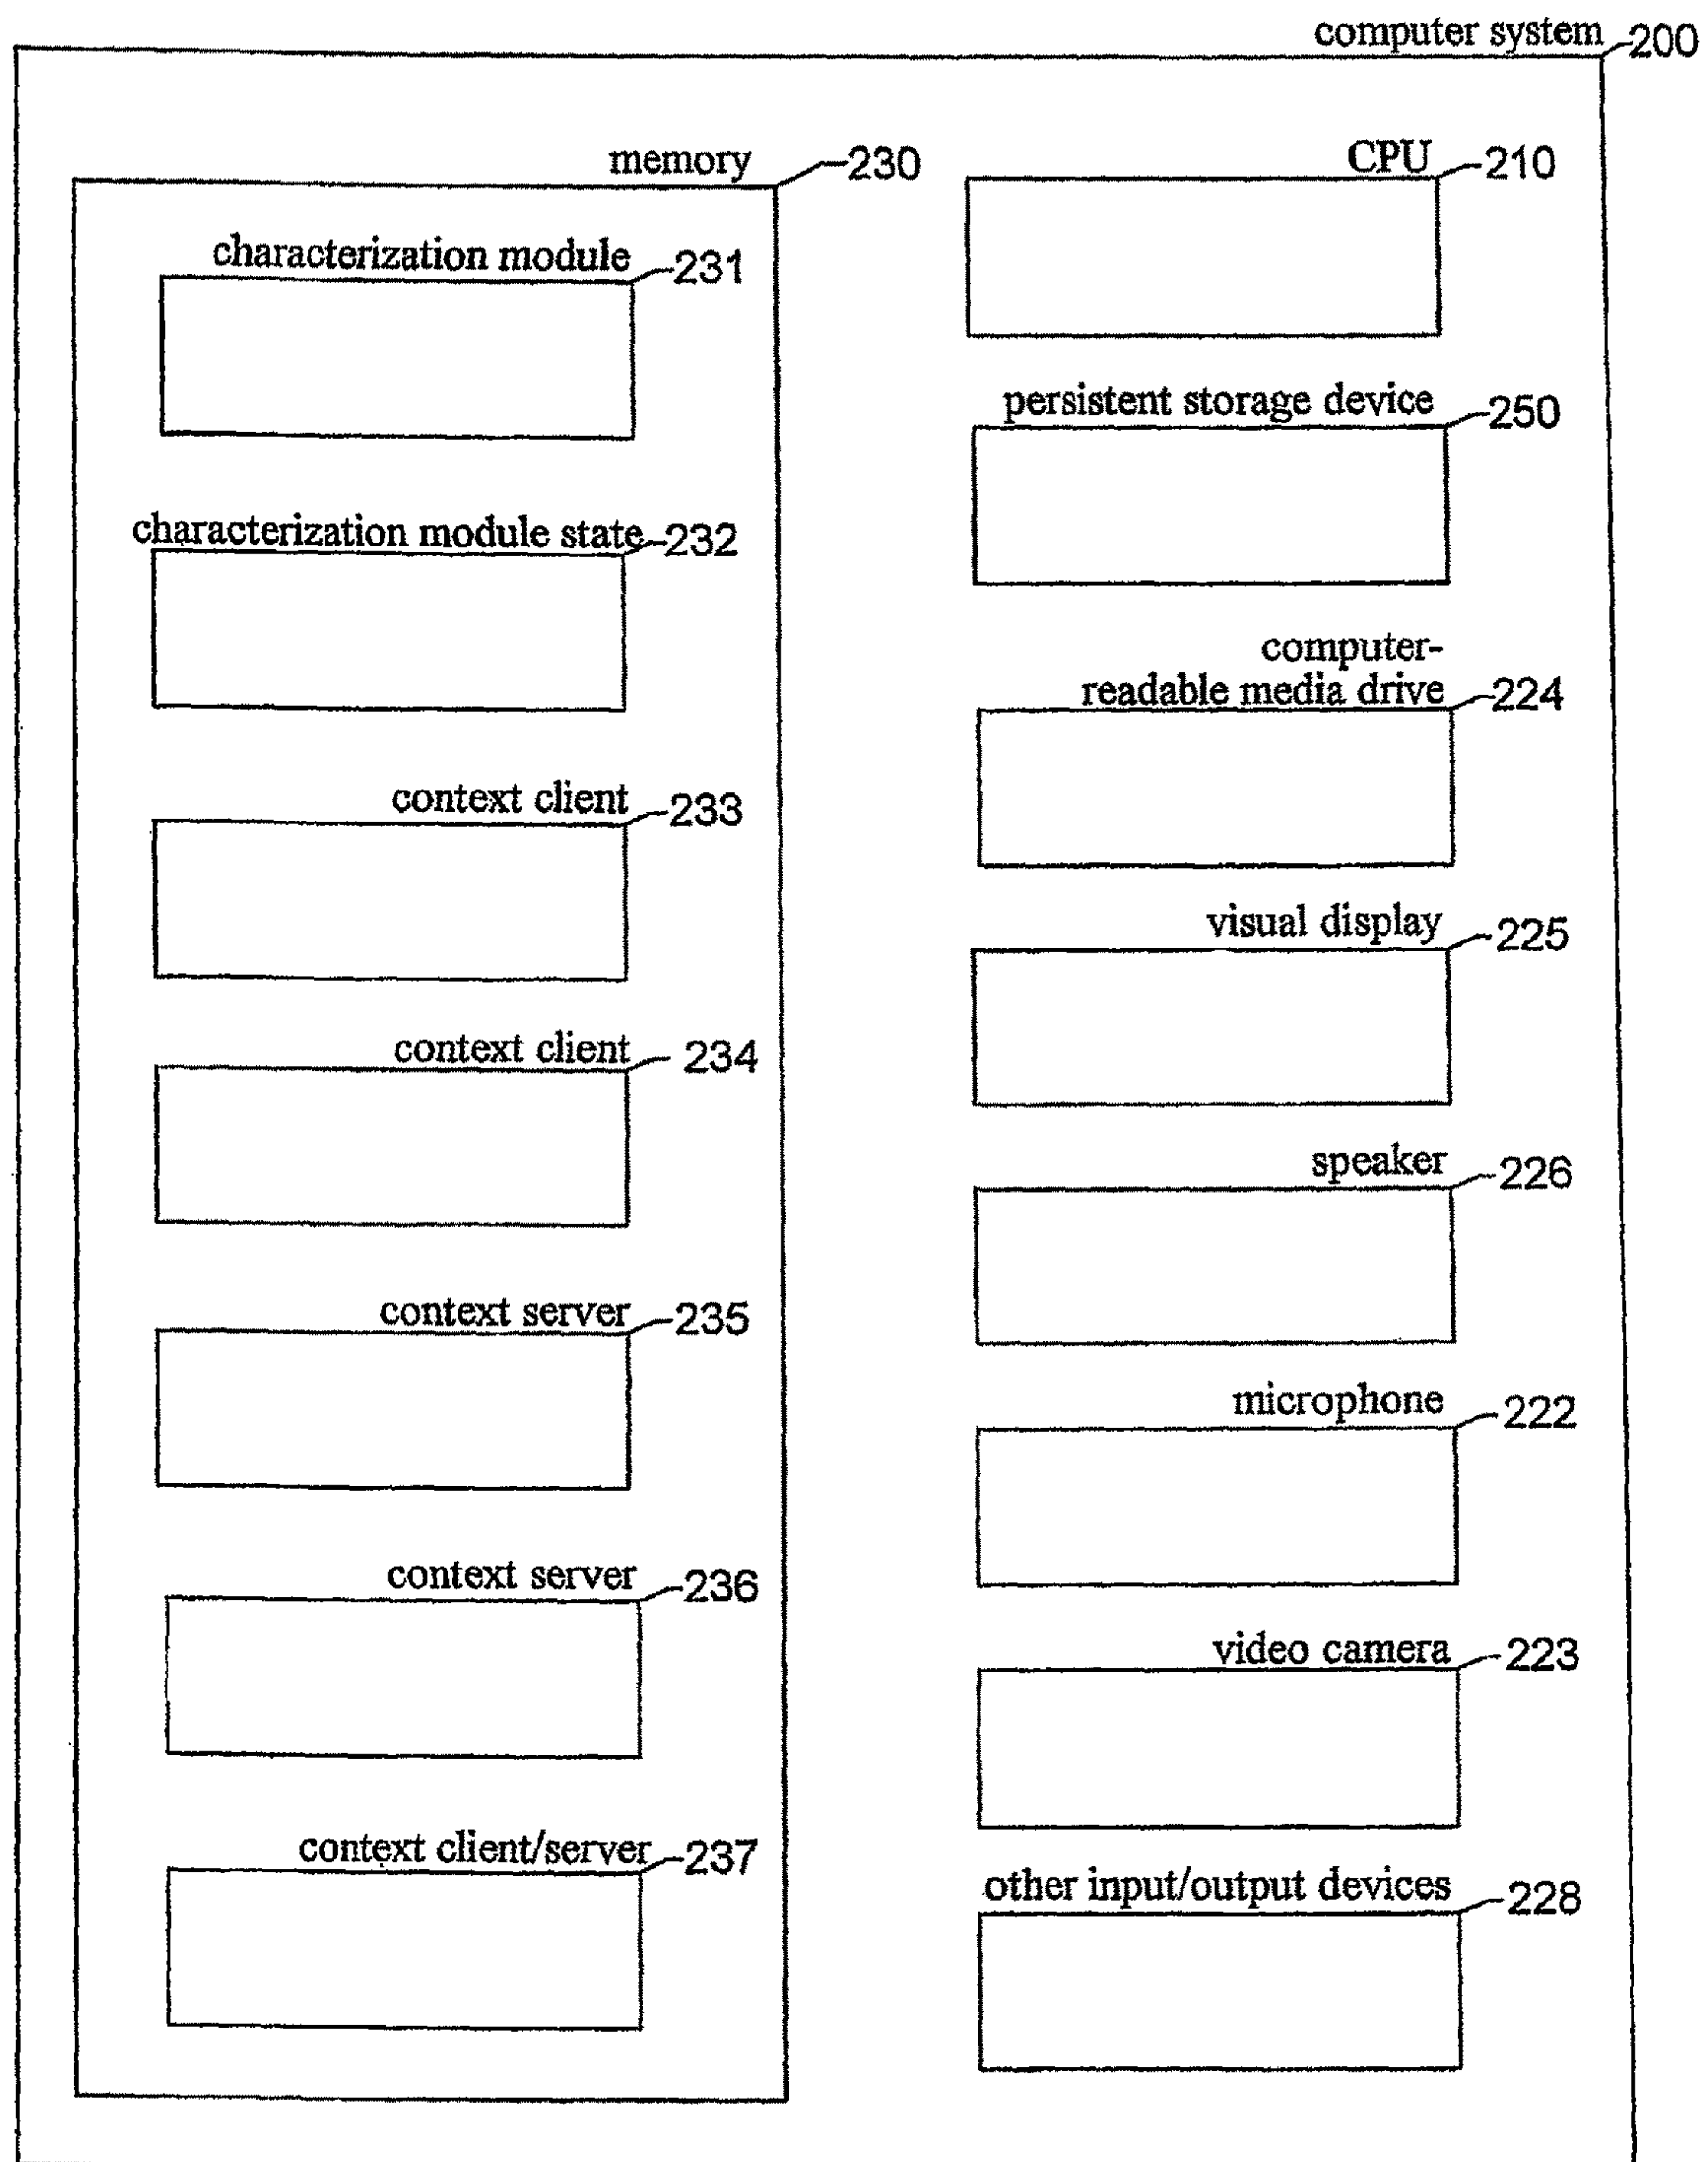 computer system 200
memory 230
characterization module 231
characterization module state 232
context client 233
context client 234
context server 235
context server 236
context client/server 237
CPU 210
persistent storage device 250
computer-
readable media drive 224
visual display 225
speaker 226
microphone 222
video camera 223
other input/output devices 228